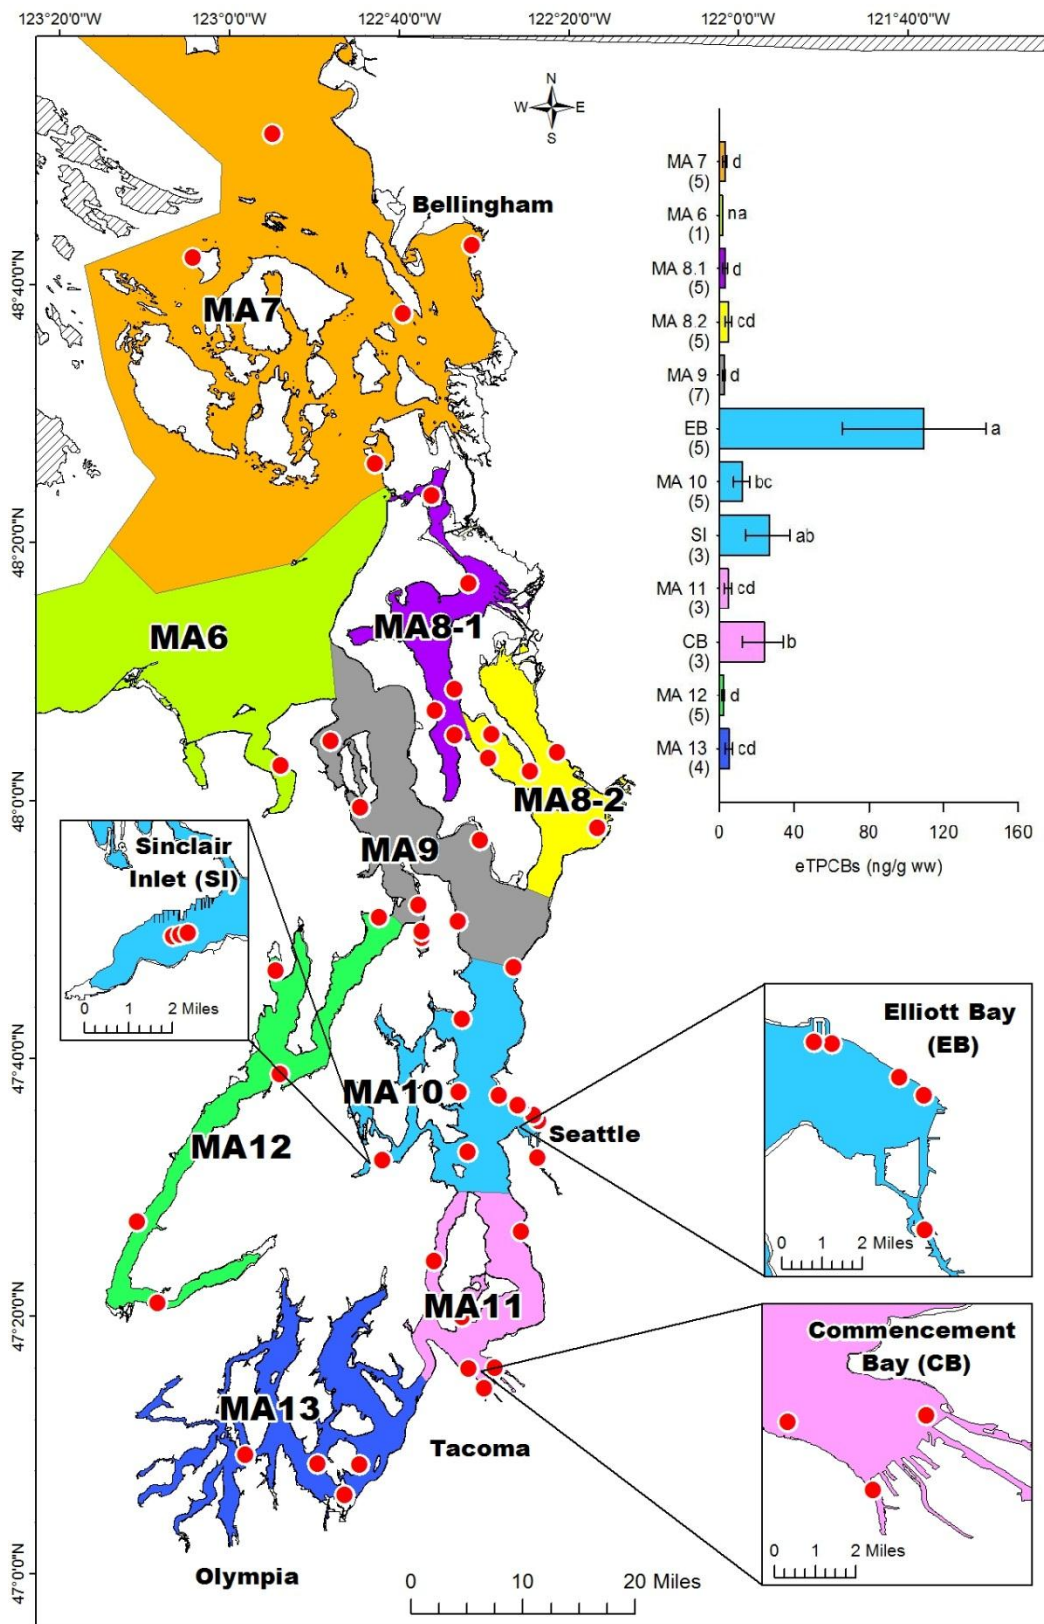 123°20'0"W
123°0'0"W
122°40'0"W
122°20'0"W
122°0'0"W
121°40'0"W
48°40'0"N
48°20'0"N
48°0'0"N
47°40'0"N
47°20'0"N
47°0'0"N
N
W
E
S
Bellingham
MA7
MA6
MA8-1
MA8-2
MA9
MA10
MA12
Seattle
MA11
MA13
Tacoma
Olympia
0 10 20 Miles
Sinclair
Inlet (SI)
0 1 2 Miles
Elliott Bay
(EB)
0 1 2 Miles
Commencement
Bay (CB)
0 1 2 Miles
MA 7 d
(5)
MA 6 na
(1)
MA 8.1 d
(5)
MA 8.2 cd
(5)
MA 9 d
(7)
EB a
(5)
MA 10 bc
(5)
SI ab
(3)
MA 11 cd
(3)
CB b
(3)
MA 12 d
(5)
MA 13 cd
(4)
0 40 80 120 160
eTPCBs (ng/g ww)